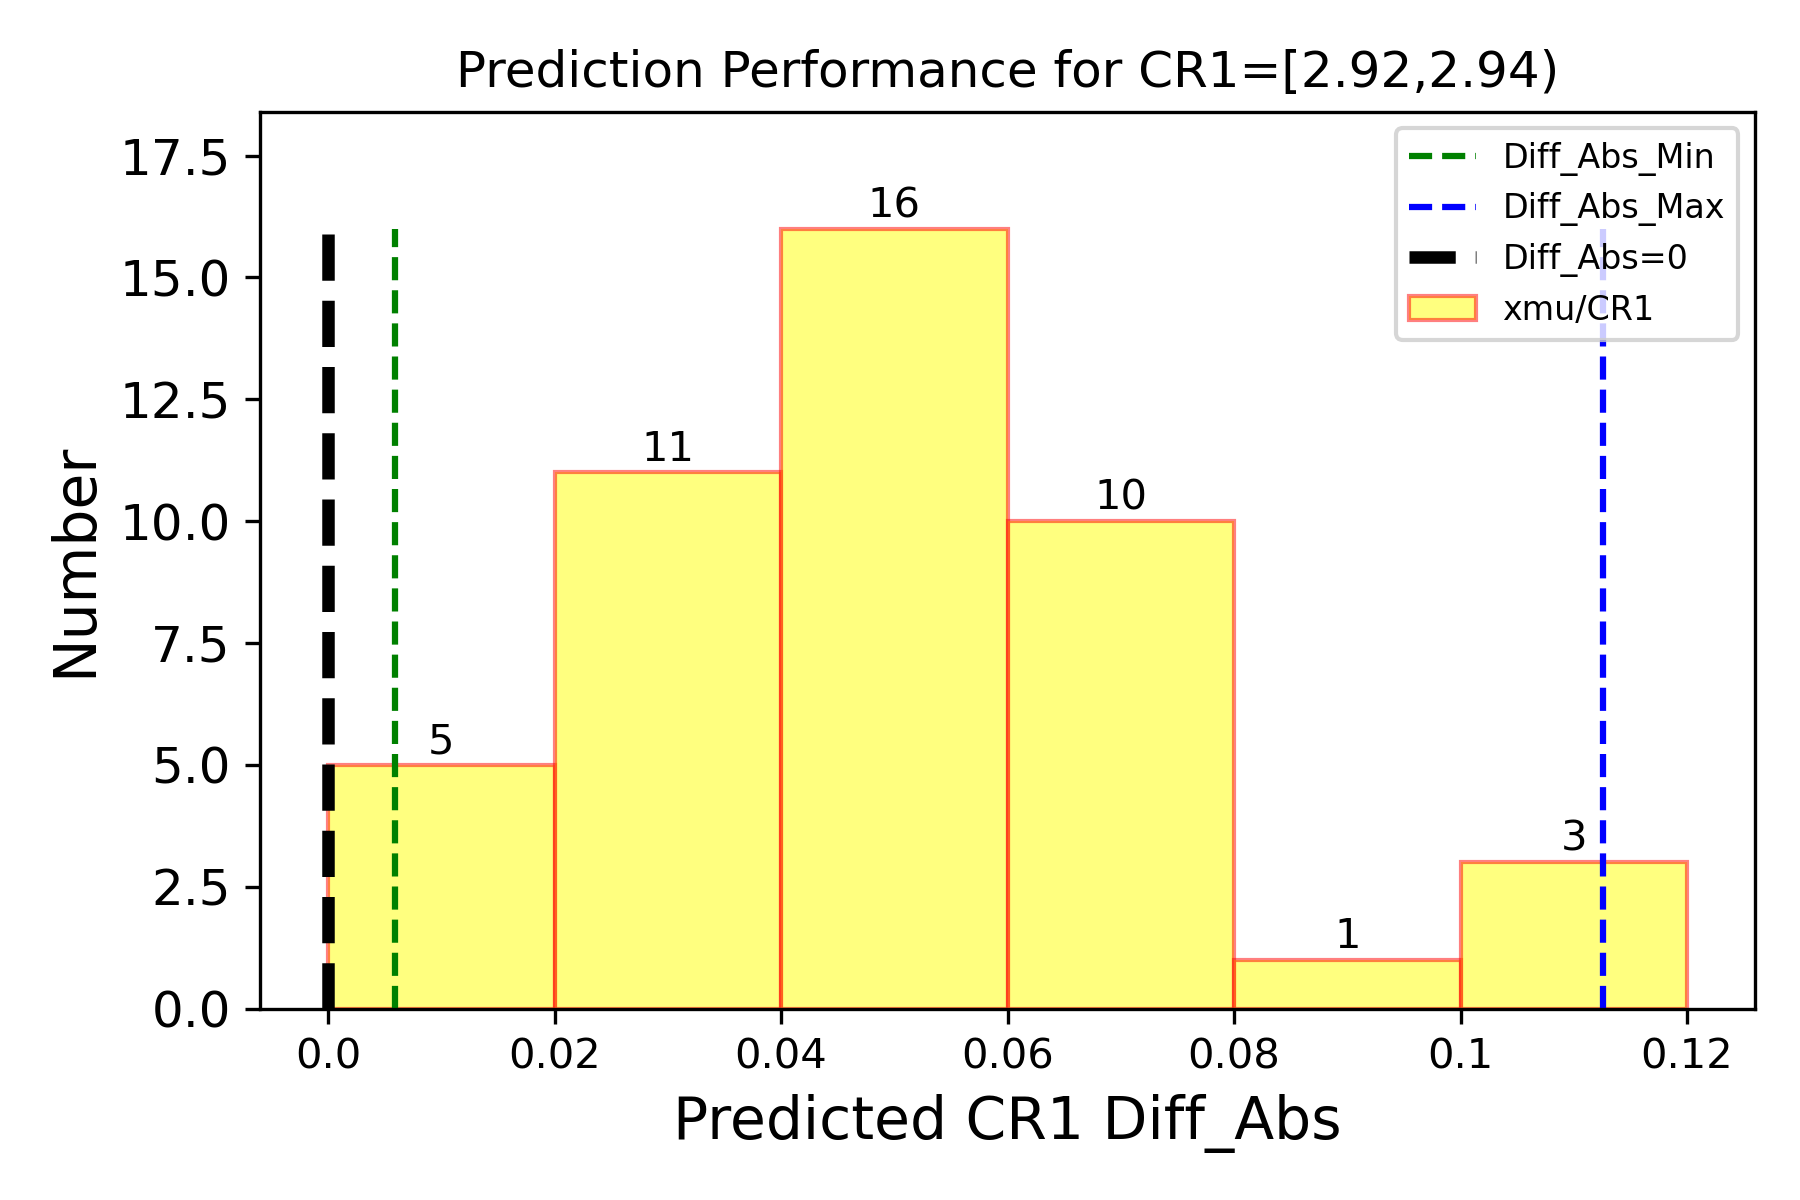 Prediction Performance for CR1=[2.92,2.94)
17.5
15.0
12.5
10.0
7.5
5.0
2.5
0.0
Number
Diff_Abs_Min
Diff_Abs_Max
Diff_Abs=0
xmu/CR1
5
11
16
10
1
3
0.0 0.02 0.04 0.06 0.08 0.1 0.12
Predicted CR1 Diff_Abs